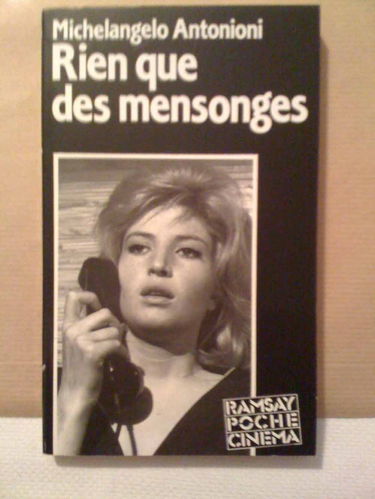 Michelangelo Antonioni
Rien que
des mensonges
RAMSAY
POCHE
CINEMA